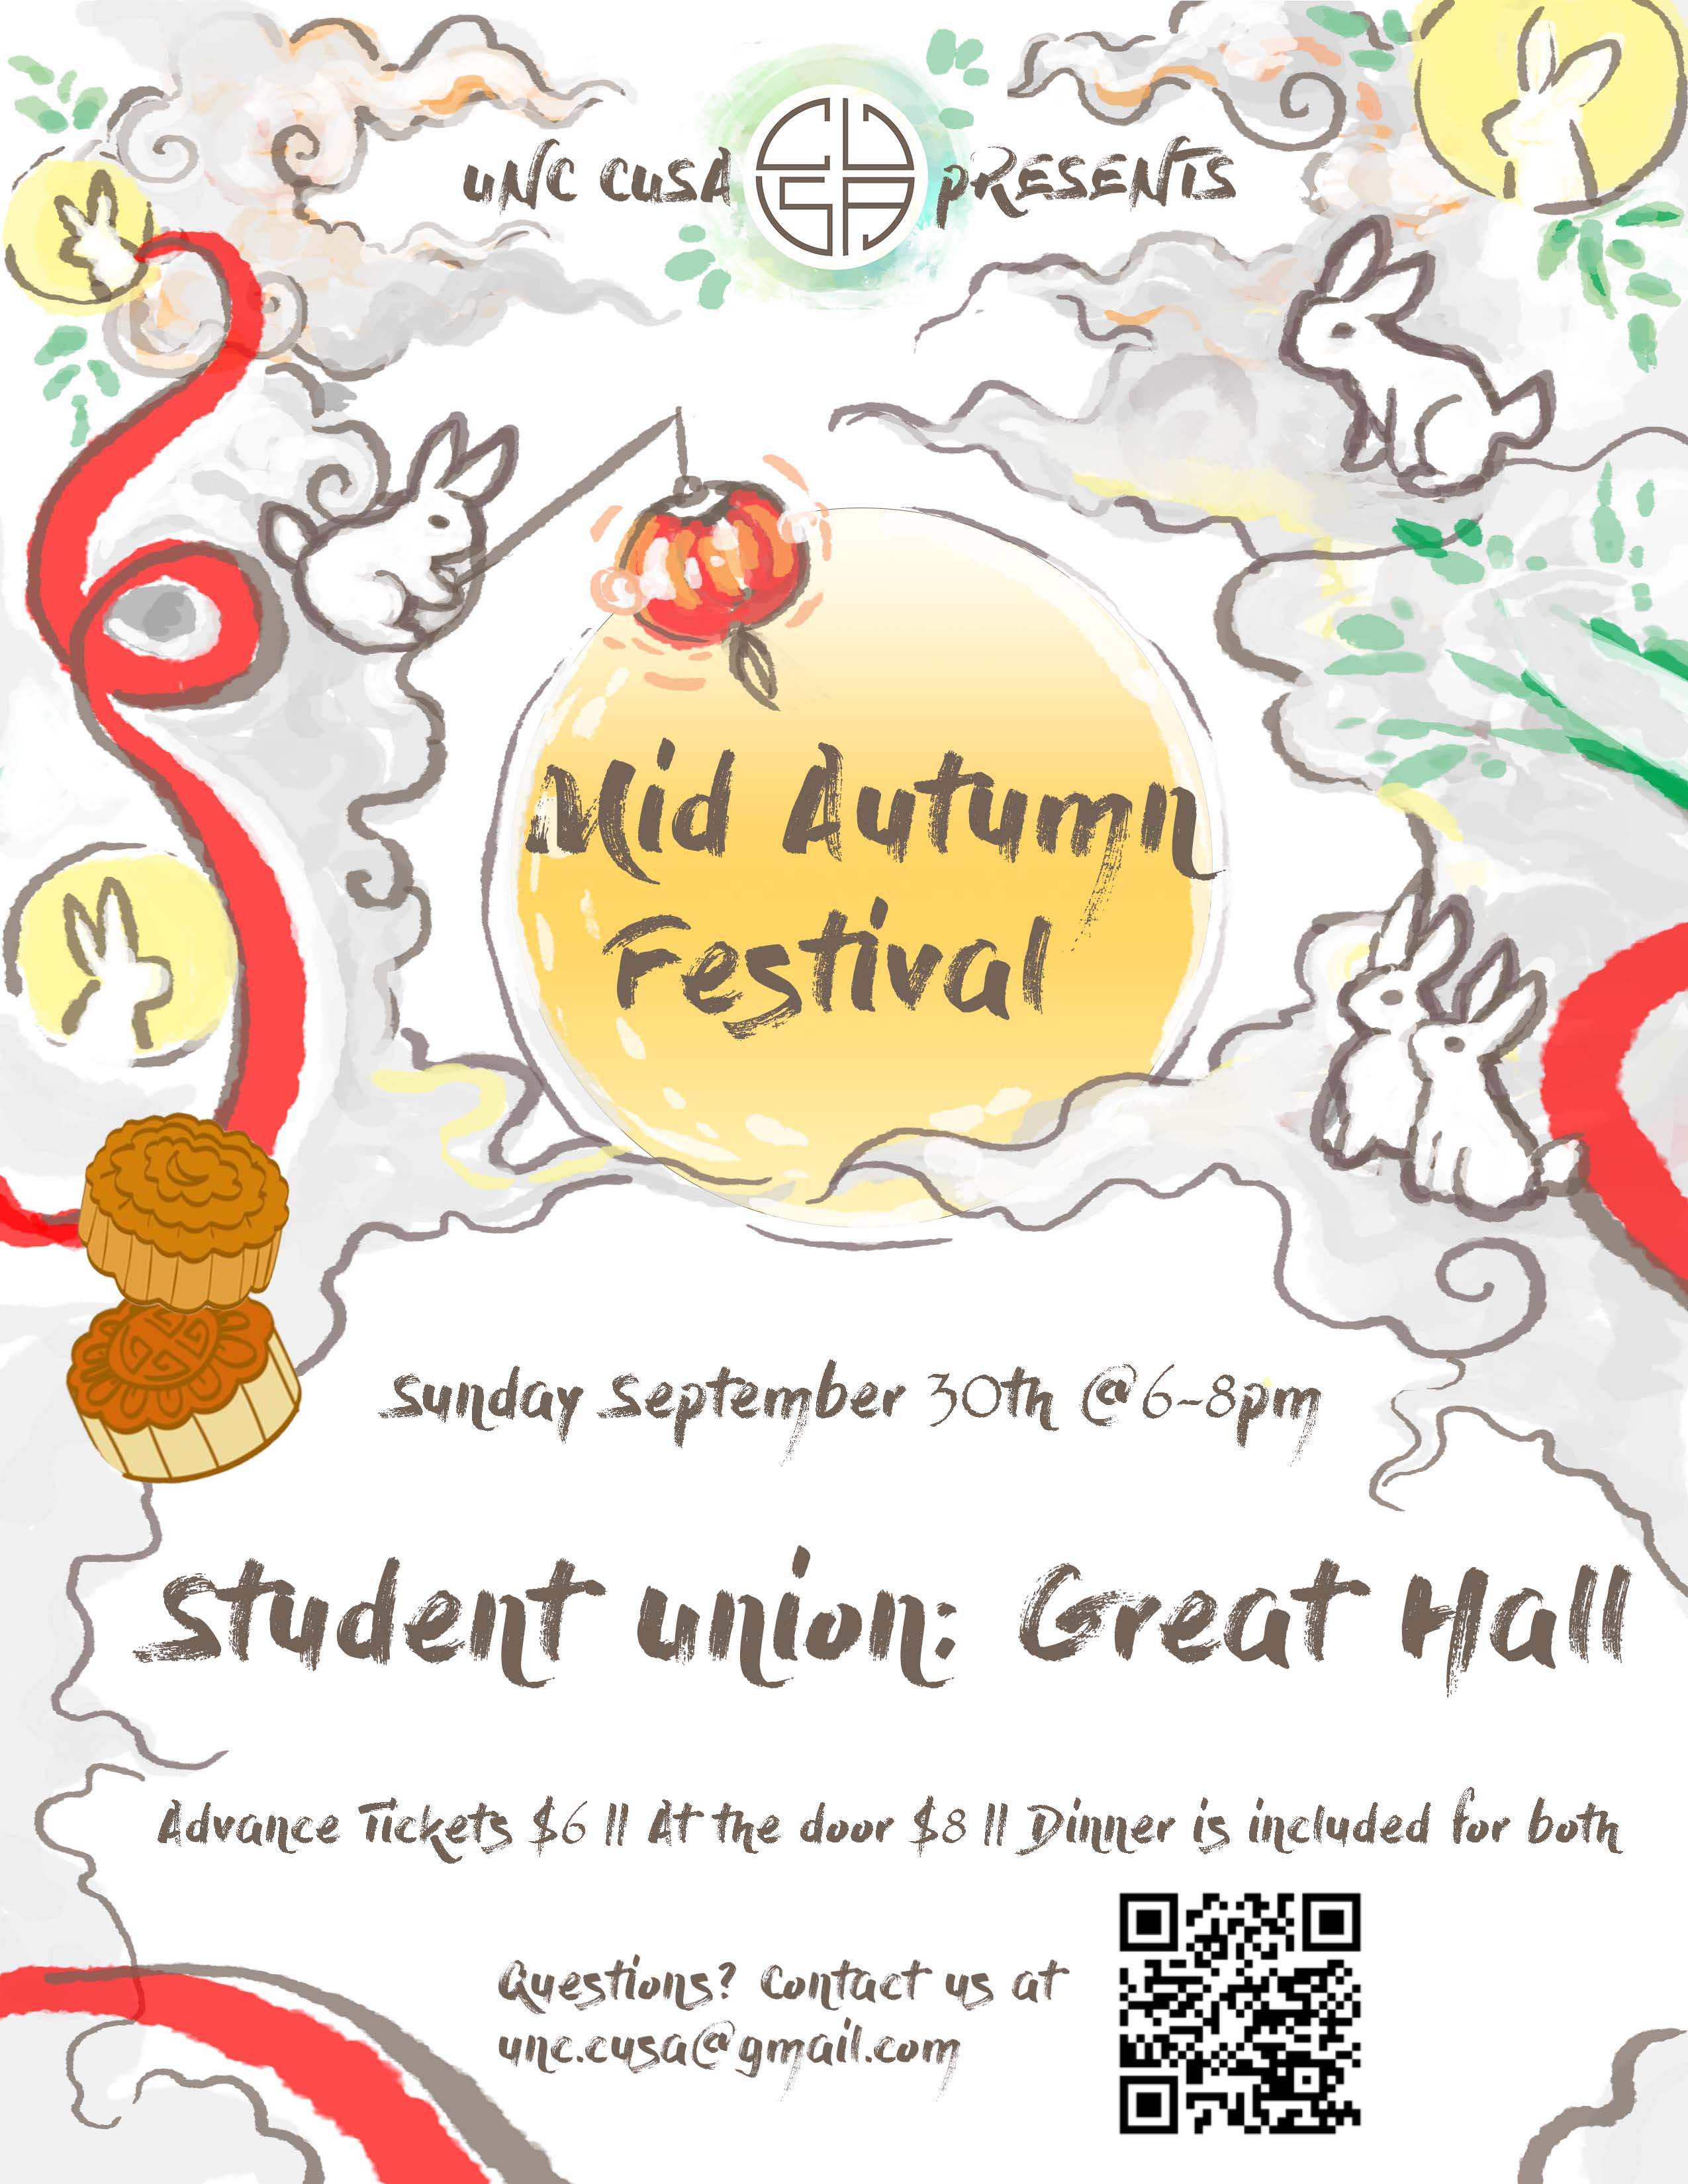 UNC CUSA PRESENTS
CUSA
Mid Autumn
Festival
Sunday September 30th @6-8pm
Student Union: Great Hall
Advance Tickets $6 || At the door $8 || Dinner is included for both
Questions? Contact us at
unc.cusa@gmail.com